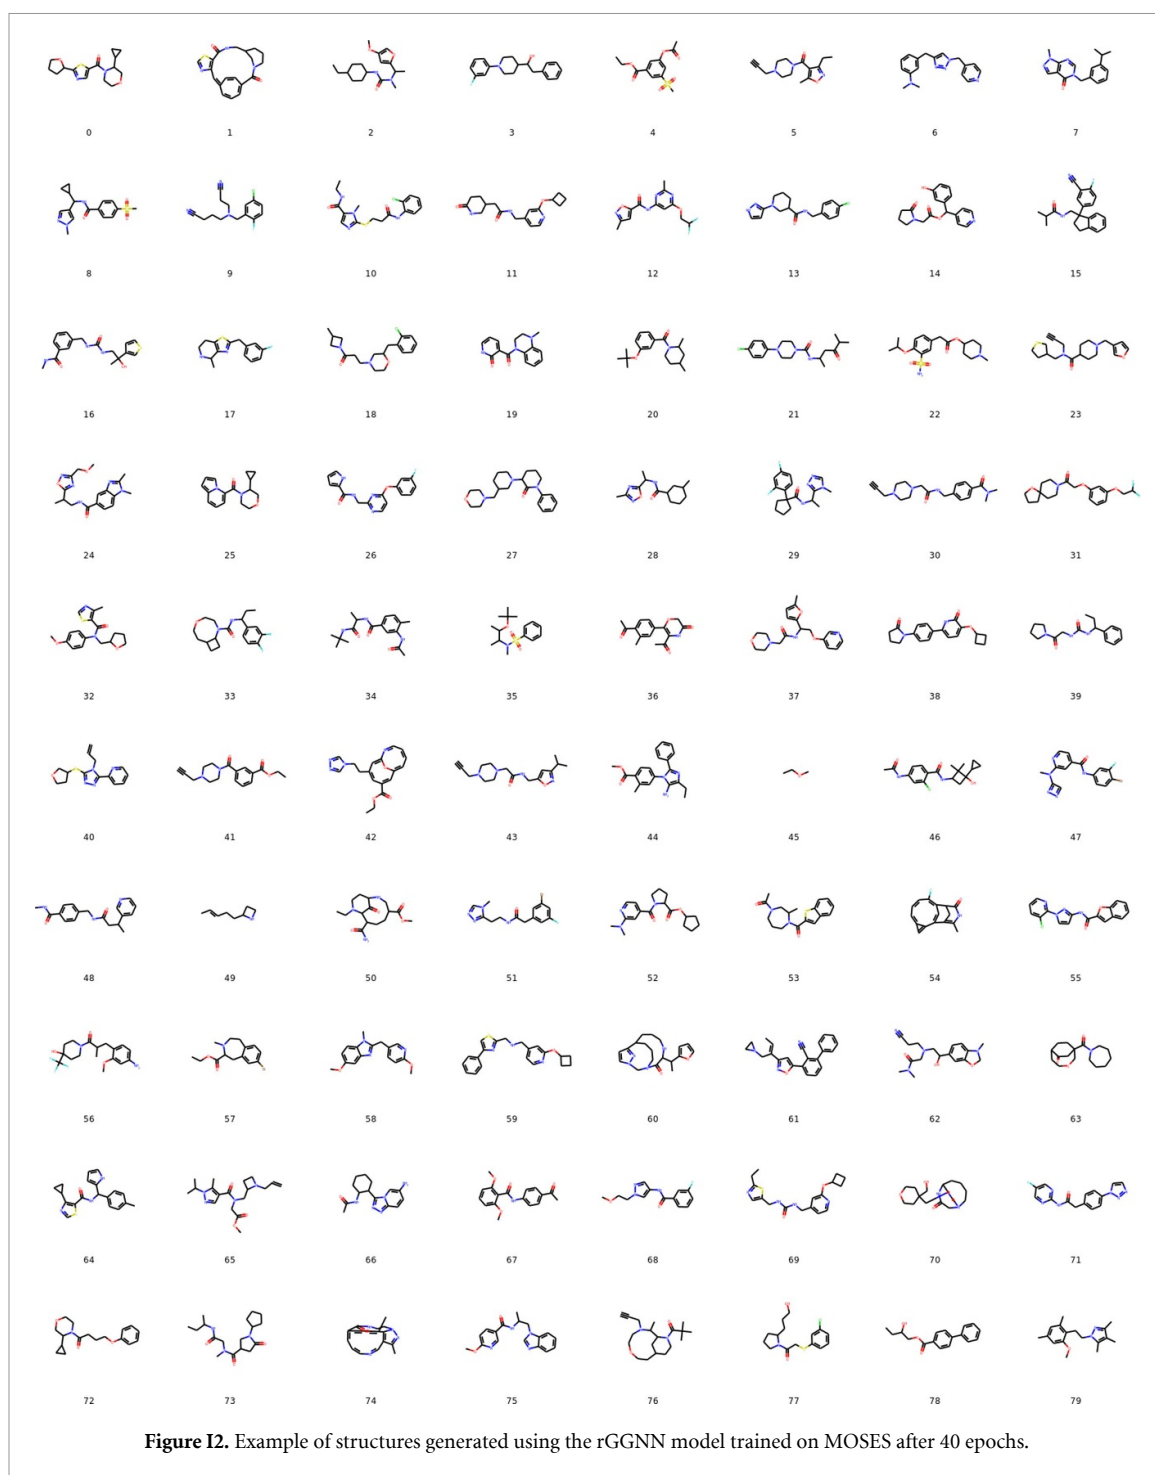 0 1 2 3 4 5 6 7
8 9 10 11 12 13 14 15
16 17 18 19 20 21 22 23
24 25 26 27 28 29 30 31
32 33 34 35 36 37 38 39
40 41 42 43 44 45 46 47
48 49 50 51 52 53 54 55
56 57 58 59 60 61 62 63
64 65 66 67 68 69 70 71
72 73 74 75 76 77 78 79
Figure I2. Example of structures generated using the rGGNN model trained on MOSES after 40 epochs.